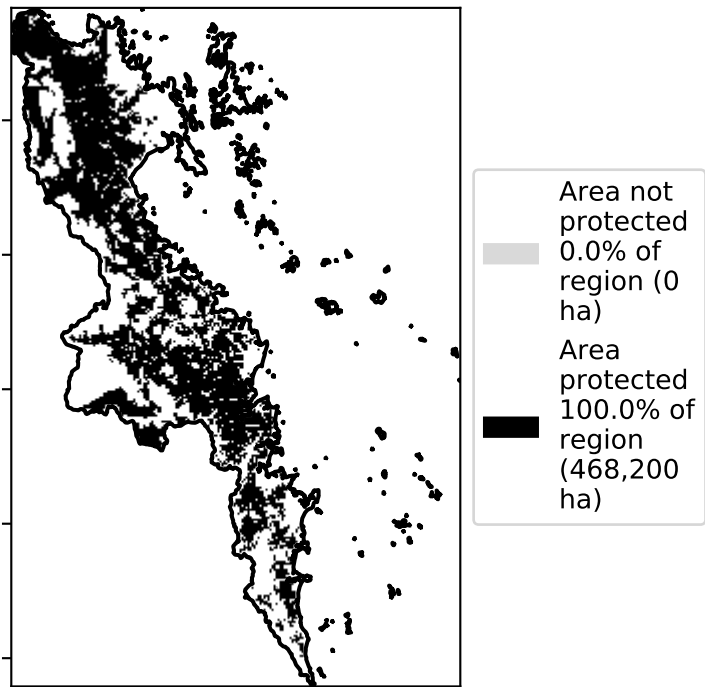 Area not
protected
0.0% of
region (0
ha)
Area
protected
100.0% of
region
(468,200
ha)